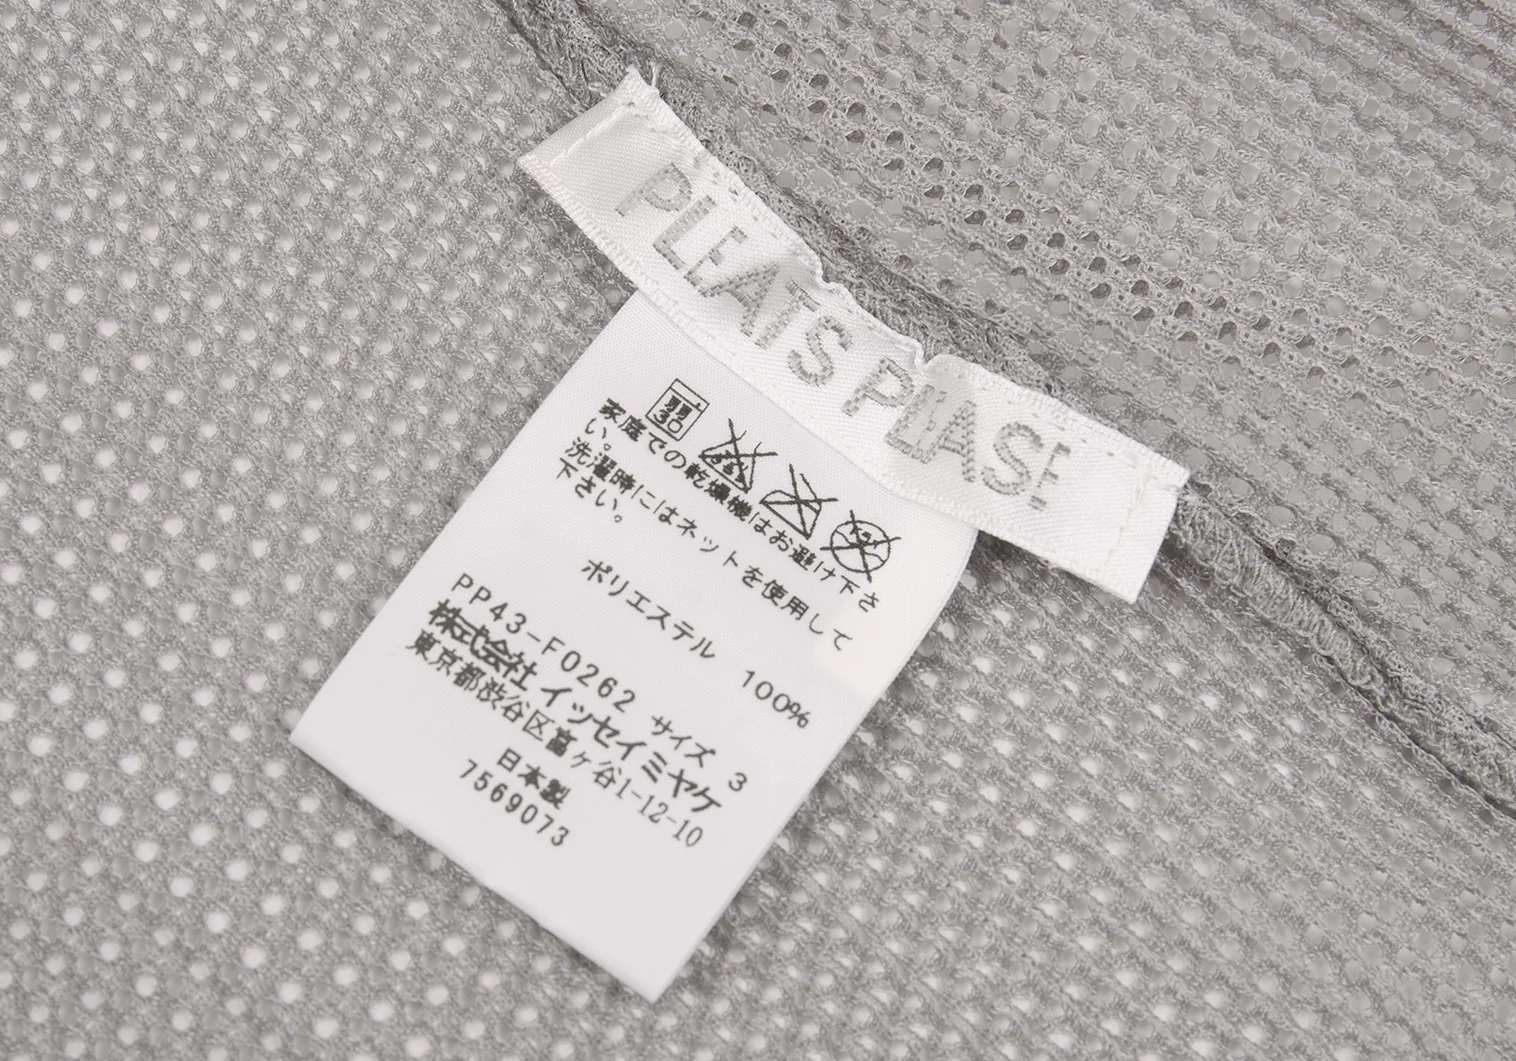 PLEATS PLEASE
弱
30
家庭での乾燥機はお避け下さ
い。
洗濯時にはネットを使用して
下さい。
ポリエステル 100%
PP43-F0262 サイズ 3
株式会社 イッセイミヤケ
東京都渋谷区富ヶ谷1-12-10
日本製
7569073